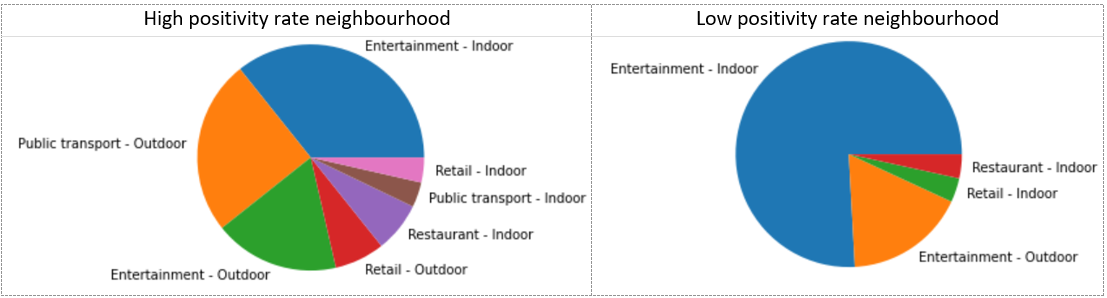 High positivity rate neighbourhood
Entertainment - Indoor
Public transport - Outdoor
Entertainment - Outdoor
Retail - Outdoor
Restaurant - Indoor
Public transport - Indoor
Retail - Indoor
Low positivity rate neighbourhood
Entertainment - Indoor
Restaurant - Indoor
Retail - Indoor
Entertainment - Outdoor